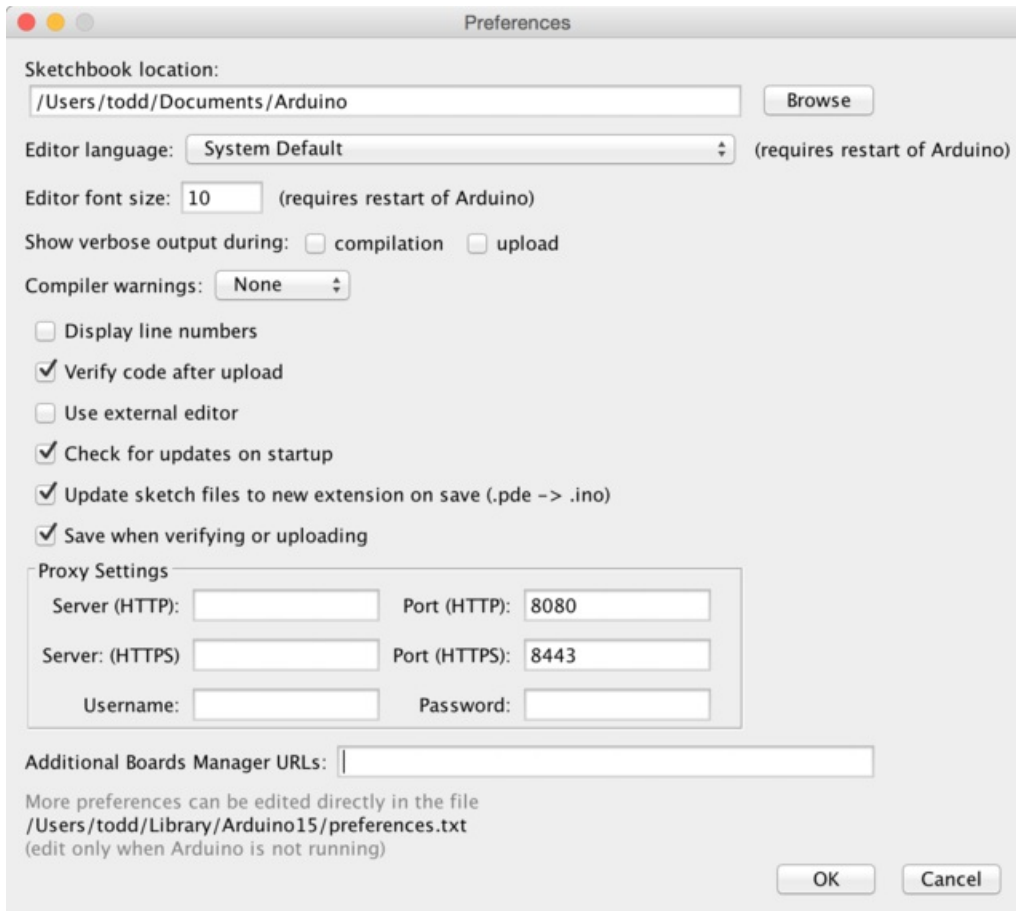 Preferences
Sketchbook location:
/Users/todd/Documents/Arduino
Browse
Editor language: System Default (requires restart of Arduino)
Editor font size: 10 (requires restart of Arduino)
Show verbose output during: compilation upload
Compiler warnings: None
Display line numbers
Verify code after upload
Use external editor
Check for updates on startup
Update sketch files to new extension on save (.pde -> .ino)
Save when verifying or uploading
Proxy Settings
Server (HTTP): Port (HTTP): 8080
Server: (HTTPS) Port (HTTPS): 8443
Username: Password:
Additional Boards Manager URLs:
More preferences can be edited directly in the file
/Users/todd/Library/Arduino15/preferences.txt
(edit only when Arduino is not running)
OK Cancel